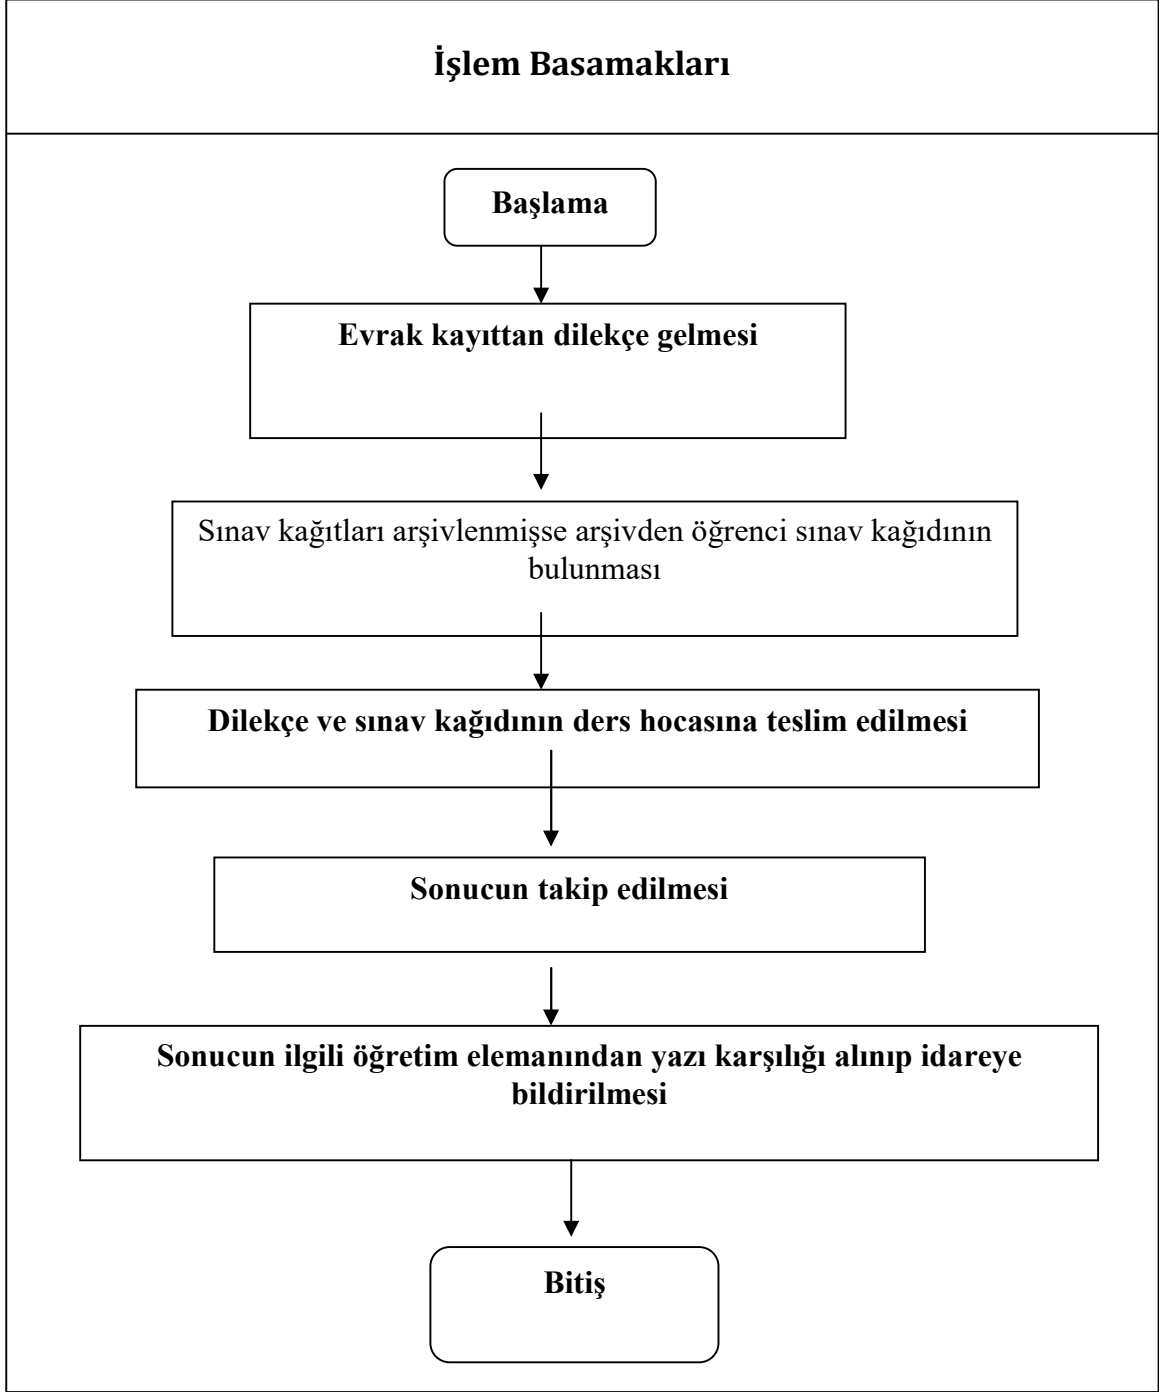 İşlem Basamakları
Başlama
Evrak kayıttan dilekçe gelmesi
Sınav kağıtları arşivlenmişse arşivden öğrenci sınav kağıdının
bulunması
Dilekçe ve sınav kağıdının ders hocasına teslim edilmesi
Sonucun takip edilmesi
Sonucun ilgili öğretim elemanından yazı karşılığı alınıp idareye
bildirilmesi
Bitiş